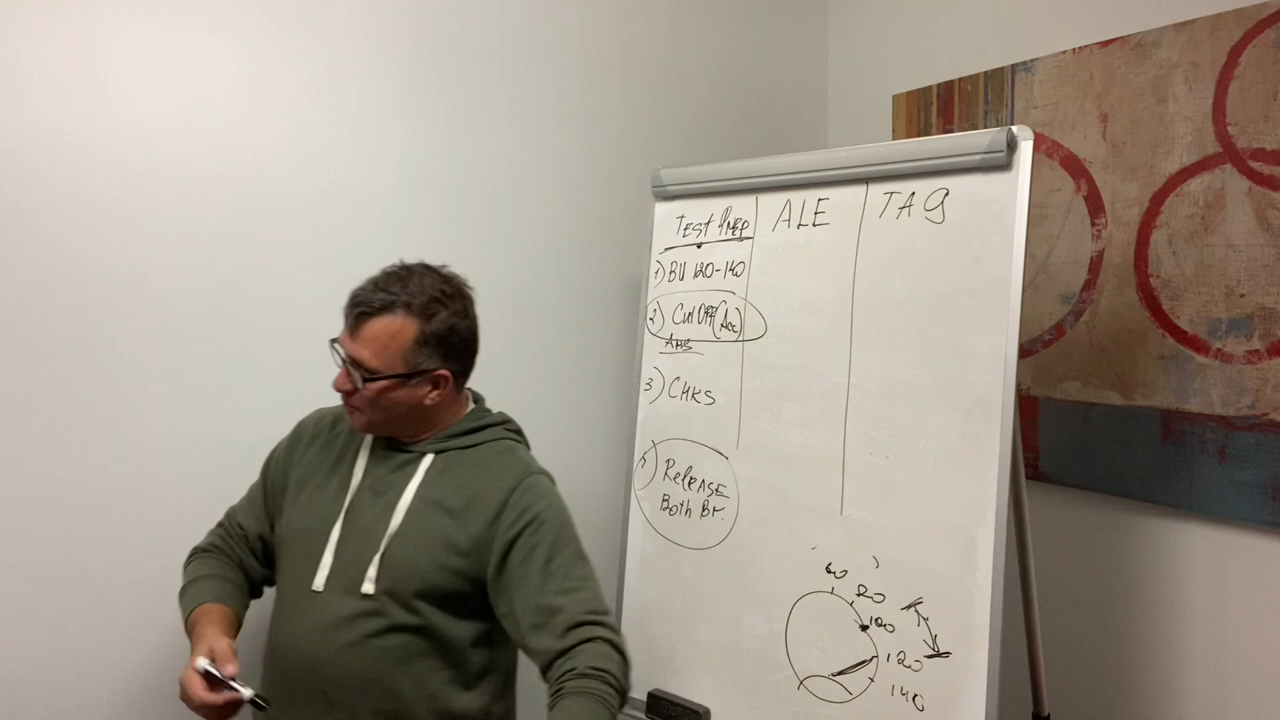 TEST PREP
ALE
TAG
1) BU 120-140
2) Cut OFF (Acc)
ABS
3) CHKS
Release
Both Br.
60
100
120
140